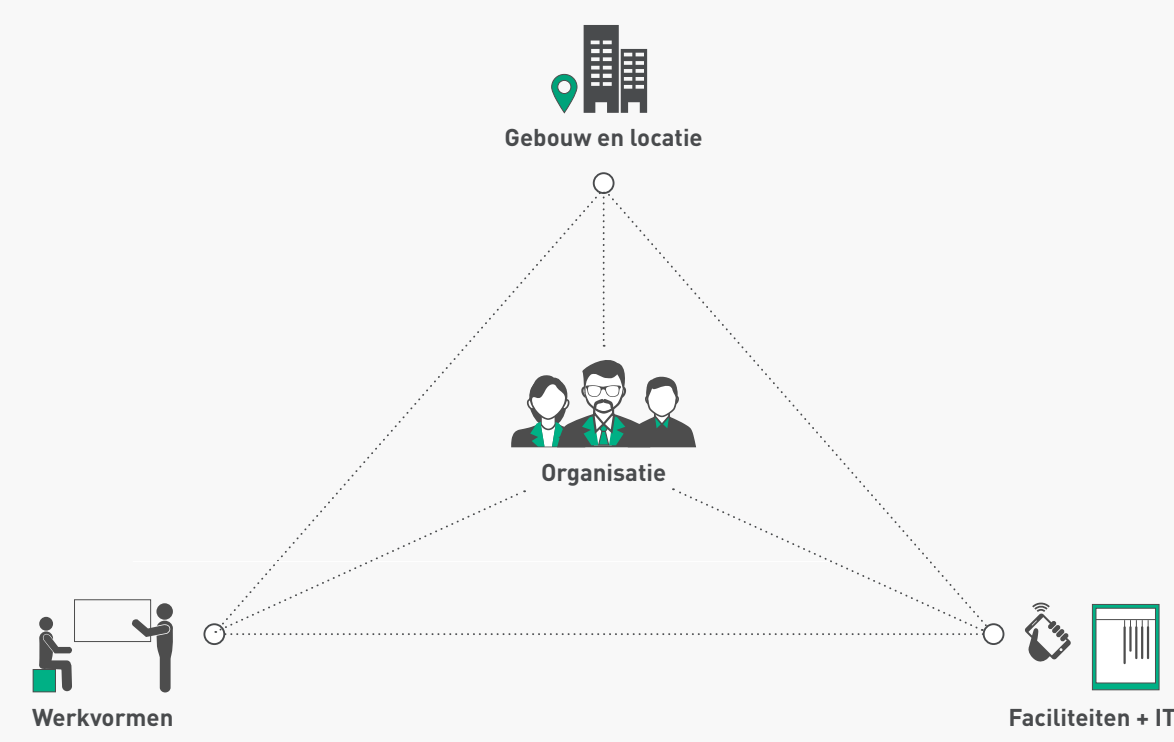 Gebouw en locatie
Organisatie
Werkvormen
Faciliteiten + IT